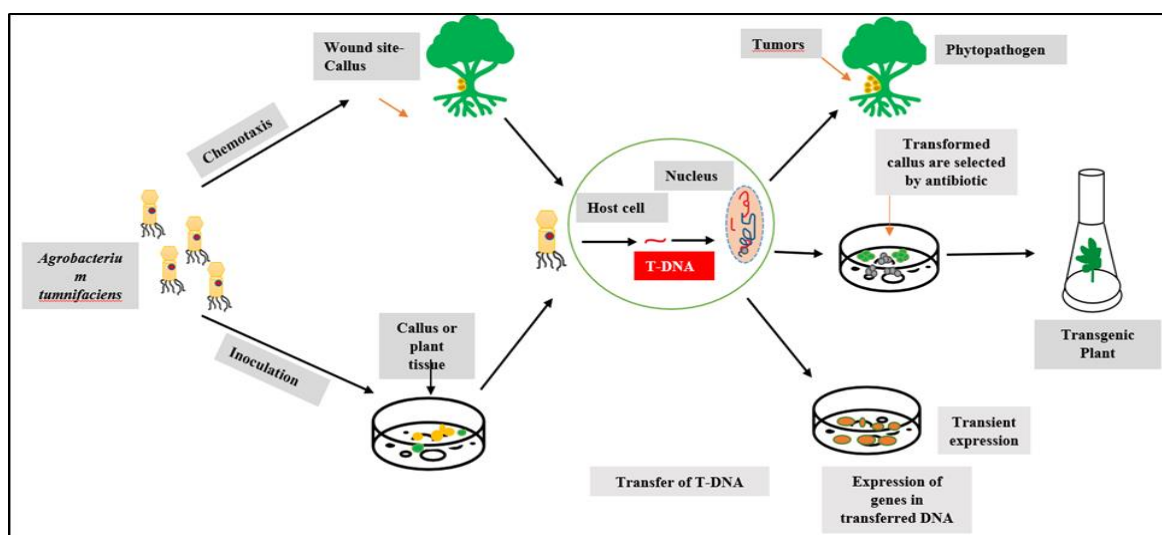 Wound site-
Callus
Chemotaxis
Agrobacteriu
m
tumnifaciens
Inoculation
Callus or
plant
tissue
Host cell
Nucleus
T-DNA
Transfer of T-DNA
Tumors
Phytopathogen
Transformed
callus are selected
by antibiotic
Transgenic
Plant
Transient
expression
Expression of
genes in
transferred DNA